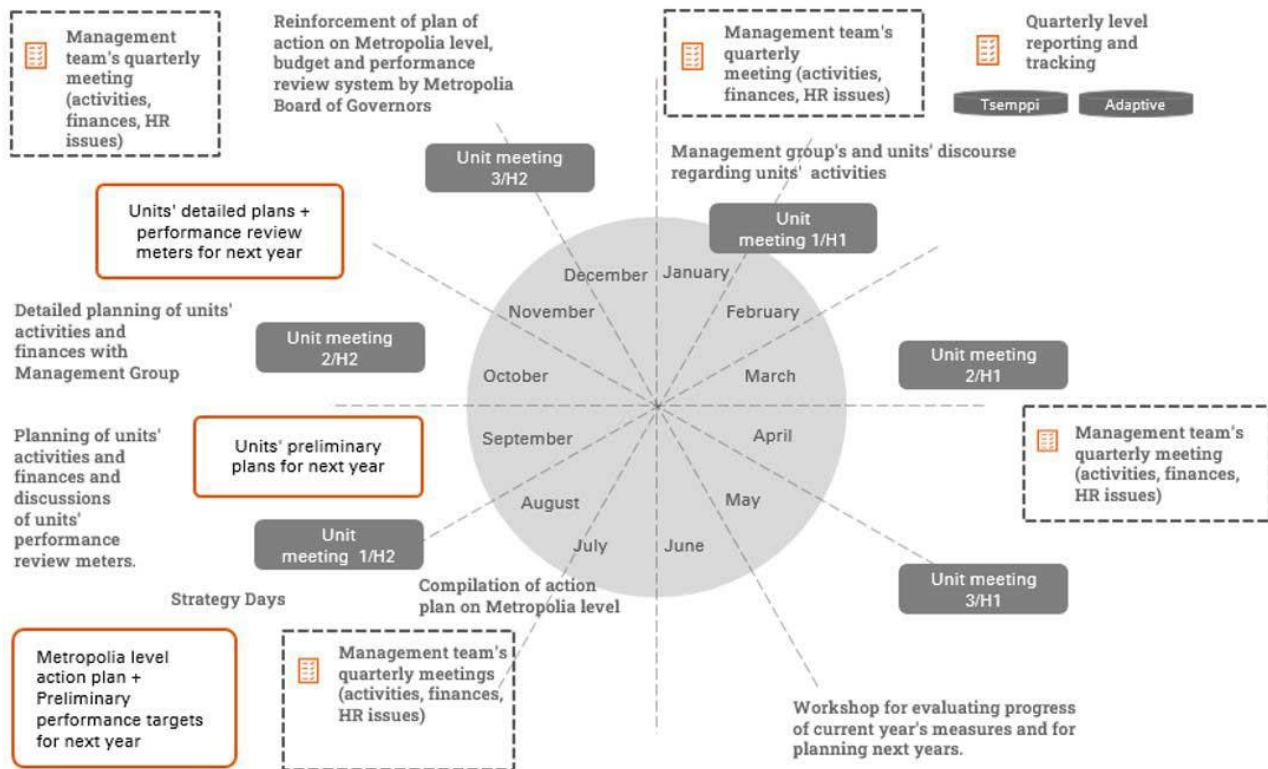 Management
team's quarterly
meeting
(activities,
finances, HR
issues)
Reinforcement of plan of
action on Metropolia level,
budget and performance
review system by Metropolia
Board of Governors
Management team's
quarterly
meeting (activities,
finances, HR issues)
Quarterly level
reporting and
tracking
Tsemppi
Adaptive
Unit meeting
3/H2
Management group's and units' discourse
regarding units' activities
Units' detailed plans +
performance review
meters for next year
Unit
meeting 1/H1
December
January
November
February
Detailed planning of units'
activities and
finances with
Management Group
Unit meeting
2/H2
Unit meeting
2/H1
October
March
Planning of units'
activities and
finances and
discussions
of units'
performance
review meters.
Units' preliminary
plans for next year
September
April
Management team's
quarterly meeting
(activities, finances,
HR issues)
August
May
Unit
meeting 1/H2
July
June
Unit meeting
3/H1
Strategy Days
Compilation of action
plan on Metropolia level
Metropolia level
action plan +
Preliminary
performance targets
for next year
Management team's
quarterly meetings
(activities, finances,
HR issues)
Workshop for evaluating progress
of current year's measures and for
planning next years.